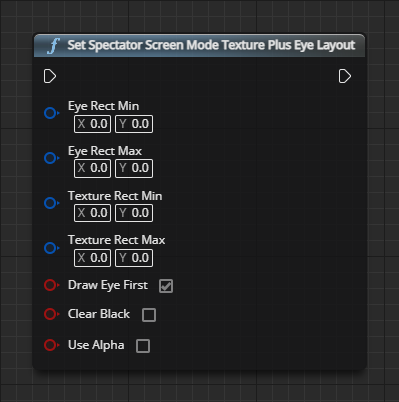 f Set Spectator Screen Mode Texture Plus Eye Layout
Eye Rect Min
X 0.0 Y 0.0
Eye Rect Max
X 0.0 Y 0.0
Texture Rect Min
X 0.0 Y 0.0
Texture Rect Max
X 0.0 Y 0.0
Draw Eye First
Clear Black
Use Alpha